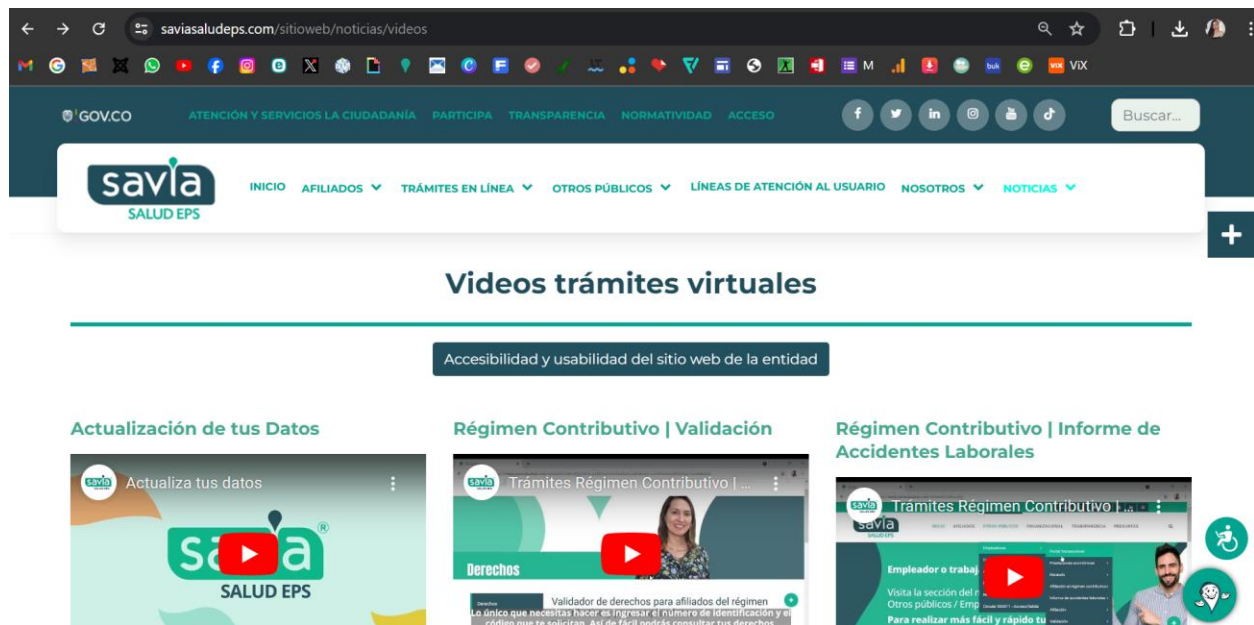 saviasaludeps.com/sitioweb/noticias/videos
M
buk
ViX
GOV.CO
ATENCIÓN Y SERVICIOS LA CIUDADANÍA PARTICIPA TRANSPARENCIA NORMATIVIDAD ACCESO
Buscar...
savia
SALUD EPS
INICIO AFILIADOS TRÁMITES EN LÍNEA OTROS PÚBLICOS LÍNEAS DE ATENCIÓN AL USUARIO NOSOTROS NOTICIAS
+
Videos trámites virtuales
Accesibilidad y usabilidad del sitio web de la entidad
Actualización de tus Datos
savia
Actualiza tus datos
savia
SALUD EPS
Régimen Contributivo | Validación
savia
Trámites Régimen Contributivo | ...
Derechos
Validador de derechos para afiliados del régimen
Lo único que necesitas hacer es ingresar el número de identificación y el
código que te solicitan. Así de fácil podrás consultar tus derechos
Régimen Contributivo | Informe de
Accidentes Laborales
savia
Trámites Régimen Contributivo | ...
savia
Empleador o trabaj
Visita la sección del
Otros públicos / Emp
Para realizar más fácil y rápido tu